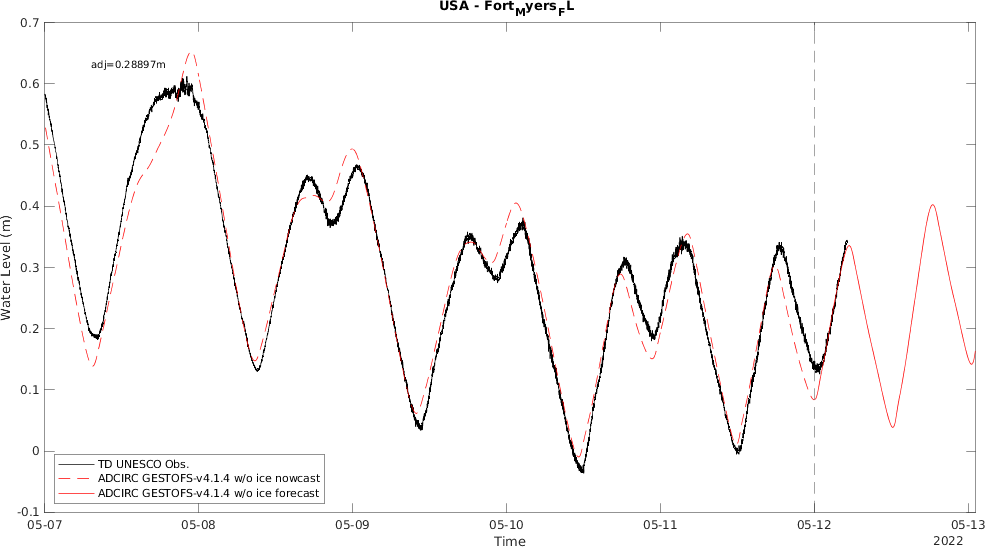 USA - FortMyersFL
adj=0.28897m
0.7
0.6
0.5
0.4
0.3
0.2
0.1
0
-0.1
Water Level (m)
TD UNESCO Obs.
ADCIRC GESTOFS-v4.1.4 w/o ice nowcast
ADCIRC GESTOFS-v4.1.4 w/o ice forecast
05-07 05-08 05-09 05-10 05-11 05-12 05-13
Time
2022